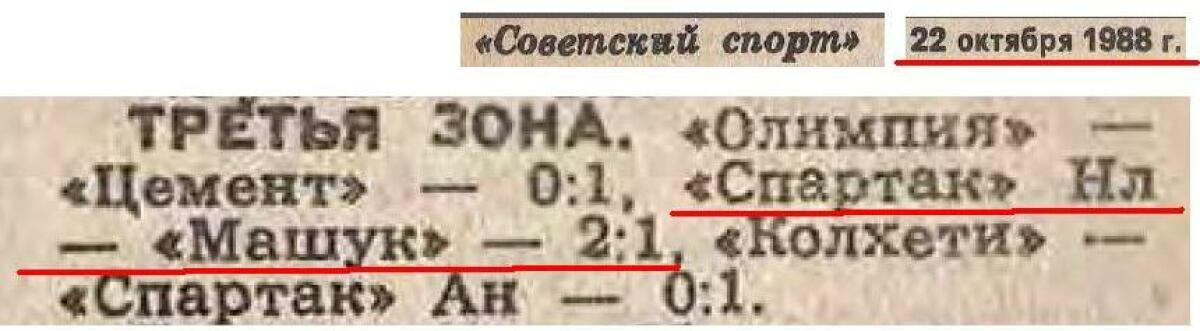 «Советский спорт» 22 октября 1988 г.
ТРЕТЬЯ ЗОНА. «Олимпия» —
«Цемент» — 0:1, «Спартак» Нл
— «Машук» — 2:1, «Колхети» —
«Спартак» Ан — 0:1.